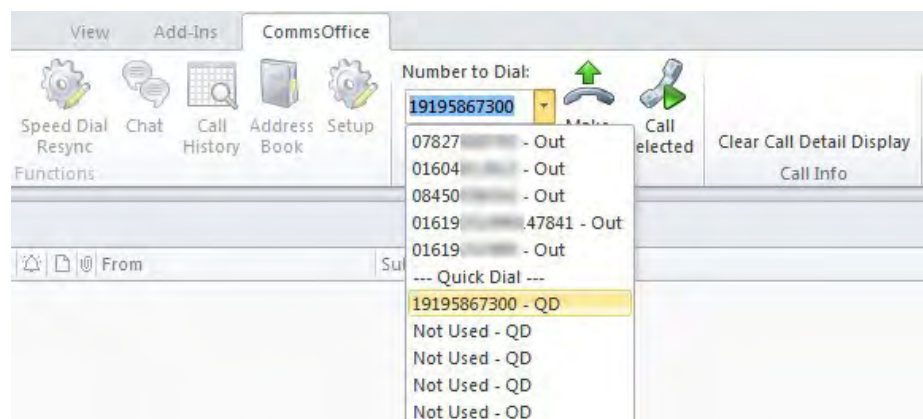 View Add-Ins CommsOffice
Number to Dial:
19195867300
Speed Dial Resync
Chat
Call History
Address Book
Setup
Call
elected
Clear Call Detail Display
Functions
Call Info
07827 - Out
01604 - Out
08450 - Out
01619 .47841 - Out
01619 - Out
--- Quick Dial ---
19195867300 - QD
Not Used - QD
Not Used - QD
Not Used - QD
Not Used - QD
From